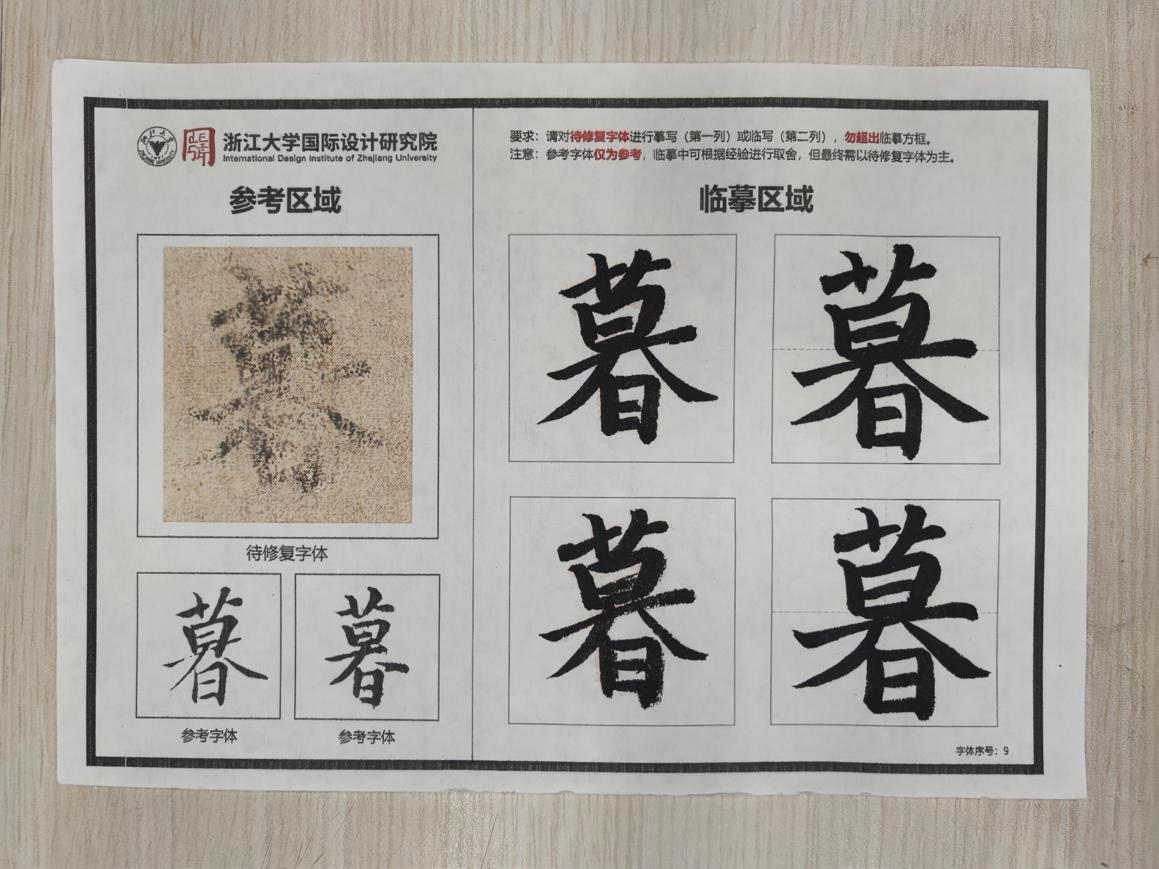 浙江大学国际设计研究院
International Design Institute of Zhejiang University
参考区域
暮
待修复字体
暮
暮
参考字体
参考字体
要求：请对待修复字体进行摹写（第一列）或临写（第二列），勿超出临摹方框。
注意：参考字体仅为参考，临摹中可根据经验进行取舍，但最终需以待修复字体为主。
临摹区域
暮
暮
暮
暮
字体序号：9